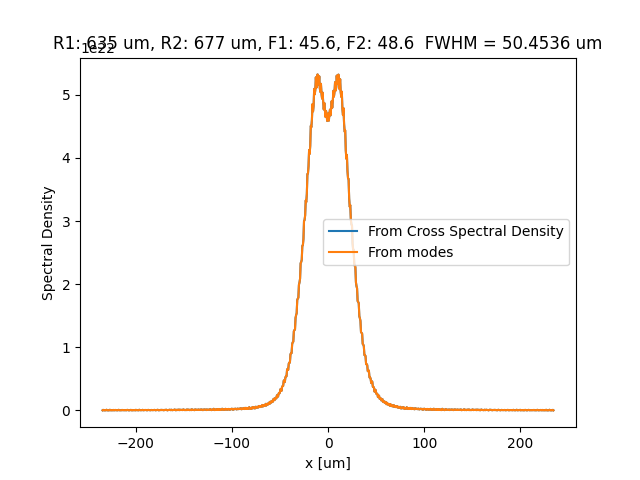 R1: 635 um, R2: 677 um, F1: 45.6, F2: 48.6  FWHM = 50.4536 um
1e22
5
4
3
2
1
0
Spectral Density
From Cross Spectral Density
From modes
−200
−100
0
100
200
x [um]